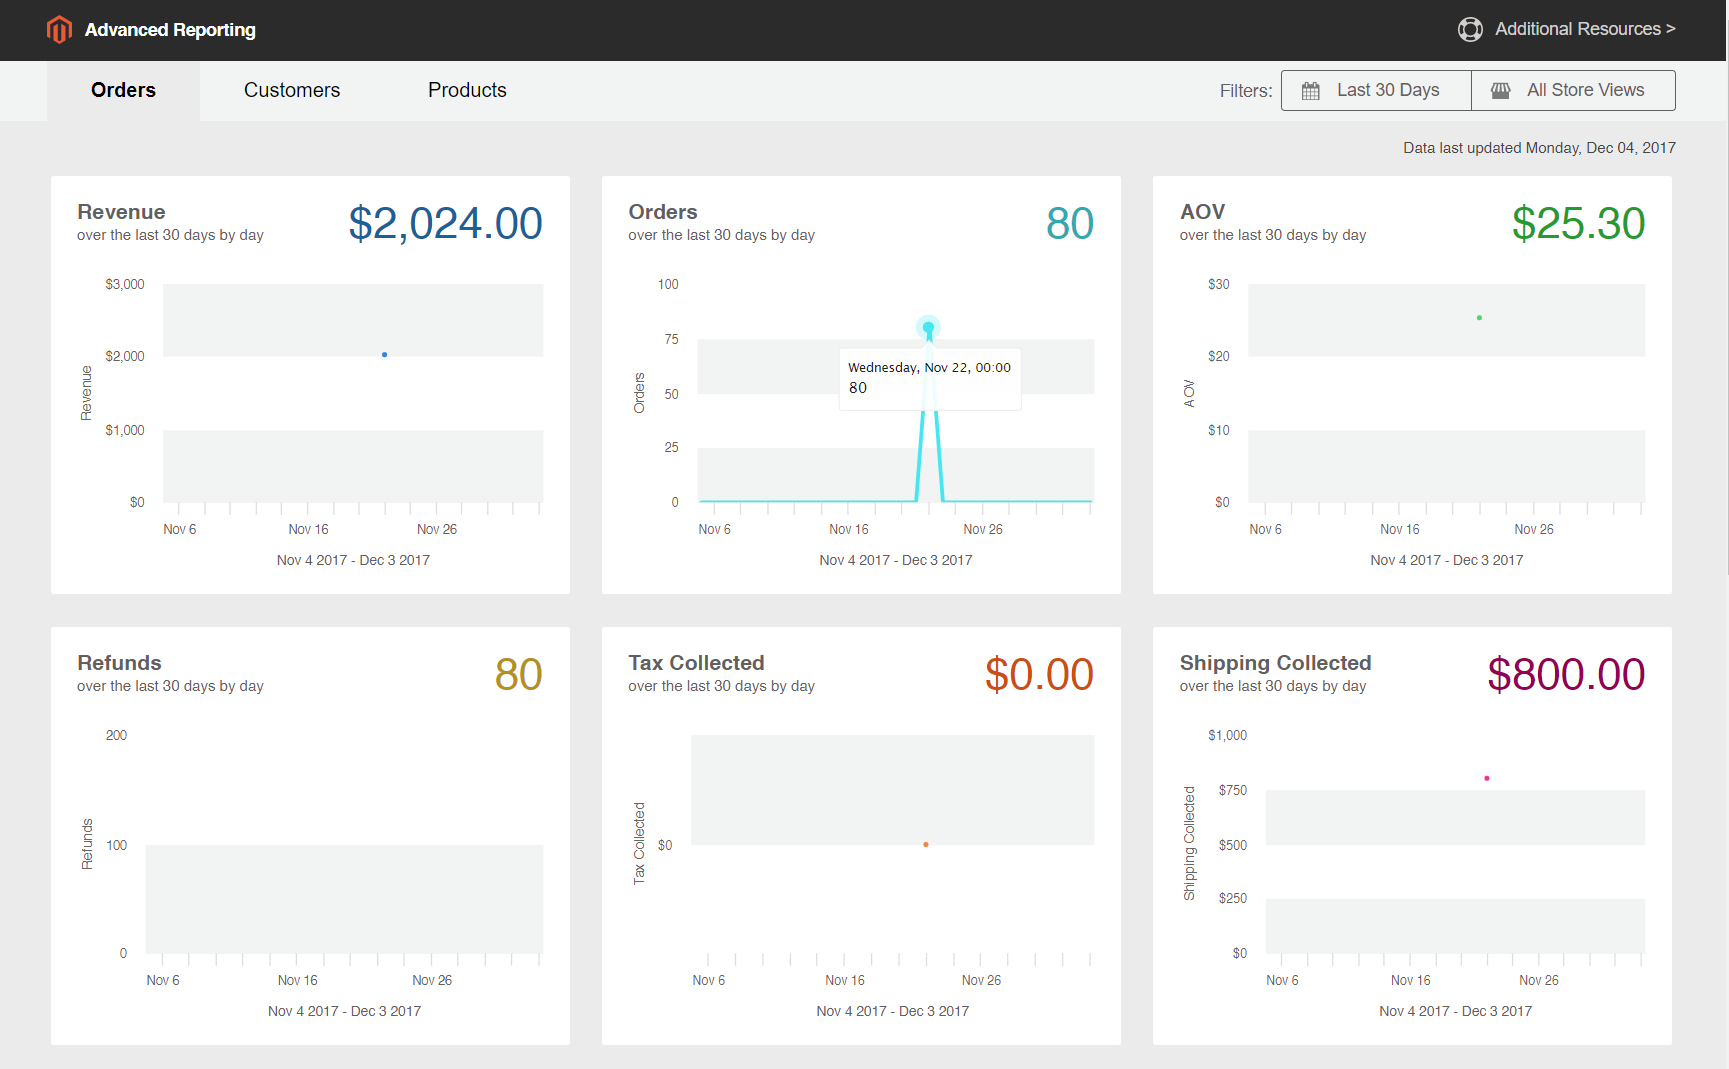 Advanced Reporting
Additional Resources >
Orders
Customers
Products
Filters:
Last 30 Days
All Store Views
Data last updated Monday, Dec 04, 2017
Revenue
over the last 30 days by day
$2,024.00
$3,000
$2,000
$1,000
$0
Revenue
Nov 6
Nov 16
Nov 26
Nov 4 2017 - Dec 3 2017
Orders
over the last 30 days by day
80
100
75
50
25
0
Orders
Wednesday, Nov 22, 00:00
80
Nov 6
Nov 16
Nov 26
Nov 4 2017 - Dec 3 2017
AOV
over the last 30 days by day
$25.30
$30
$20
$10
$0
AOV
Nov 6
Nov 16
Nov 26
Nov 4 2017 - Dec 3 2017
Refunds
over the last 30 days by day
80
200
100
0
Refunds
Nov 6
Nov 16
Nov 26
Nov 4 2017 - Dec 3 2017
Tax Collected
over the last 30 days by day
$0.00
$0
Tax Collected
Nov 6
Nov 16
Nov 26
Nov 4 2017 - Dec 3 2017
Shipping Collected
over the last 30 days by day
$800.00
$1,000
$750
$500
$250
$0
Shipping Collected
Nov 6
Nov 16
Nov 26
Nov 4 2017 - Dec 3 2017